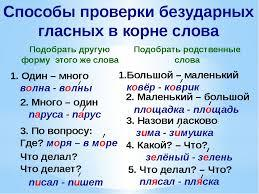 Способы проверки безударных
гласных в корне слова
Подобрать другую
форму этого же слова
1. Один – много
волна - волны
2. Много – один
паруса - парус
3. По вопросу:
Где? моря – в море
Что делал?
Что делает?
писал - пишет
Подобрать родственные
слова
1.Большой – маленький
ковёр - коврик
2. Маленький – большой
площадка – площадь
3. Назови ласково
зима - зимушка
4. Какой? – Что?
зелёный - зелень
5. Что делал? – Что?
плясал – пляска